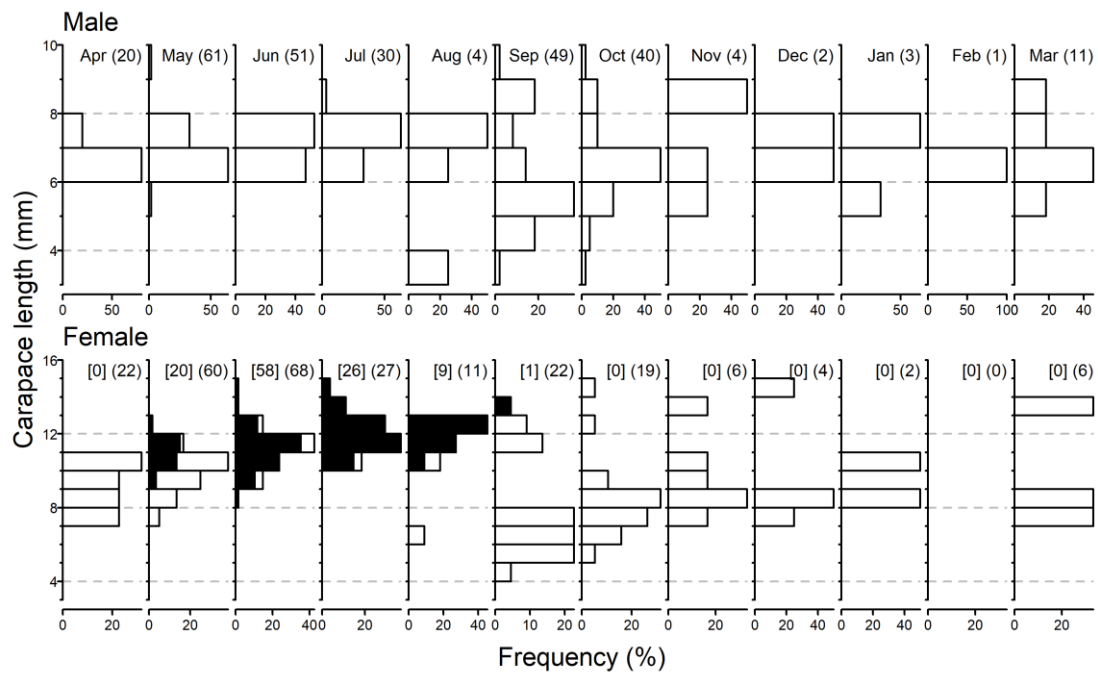 Male
Apr (20) May (61) Jun (51) Jul (30) Aug (4) Sep (49) Oct (40) Nov (4) Dec (2) Jan (3) Feb (1) Mar (11)
10
8
6
4
0 50 0 50 0 20 40 0 50 0 20 40 0 20 0 20 40 0 20 40 0 20 40 0 50 0 50 100 0 20 40
Carapace length (mm)
Female
[0] (22) [20] (60) [58] (68) [26] (27) [9] (11) [1] (22) [0] (19) [0] (6) [0] (4) [0] (2) [0] (0) [0] (6)
16
12
8
4
0 20 0 20 40 0 20 40 0 20 0 20 40 0 10 20 0 20 0 20 0 20 40 0 20 40 0 0 20
Frequency (%)